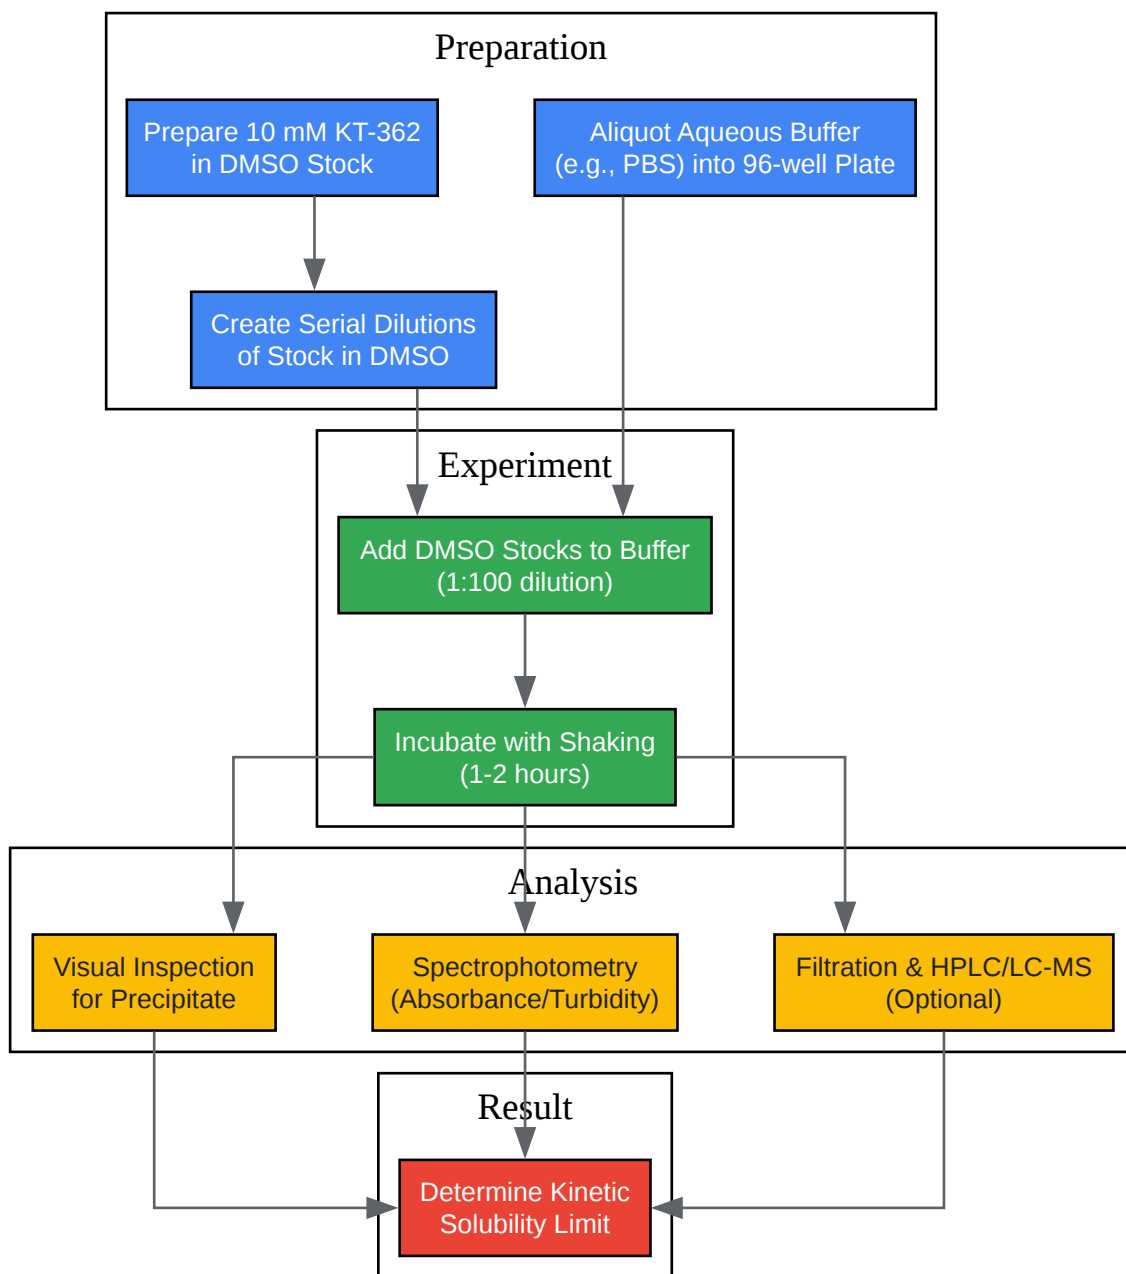 Preparation
Prepare 10 mM KT-362
in DMSO Stock
Aliquot Aqueous Buffer
(e.g., PBS) into 96-well Plate
Create Serial Dilutions
of Stock in DMSO
Experiment
Add DMSO Stocks to Buffer
(1:100 dilution)
Incubate with Shaking
(1-2 hours)
Analysis
Visual Inspection
for Precipitate
Spectrophotometry
(Absorbance/Turbidity)
Filtration & HPLC/LC-MS
(Optional)
Result
Determine Kinetic
Solubility Limit